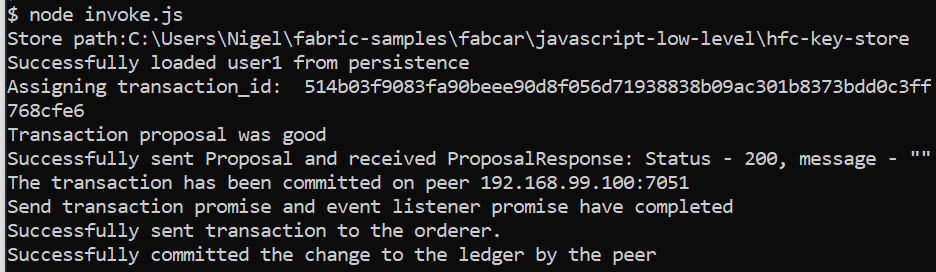 $ node invoke.js
Store path:C:\Users\Nigel\fabric-samples\fabcar\javascript-low-level\hfc-key-store
Successfully loaded user1 from persistence
Assigning transaction_id:  514b03f9083fa90beee90d8f056d71938838b09ac301b8373bdd0c3ff
768cfe6
Transaction proposal was good
Successfully sent Proposal and received ProposalResponse: Status - 200, message - ""
The transaction has been committed on peer 192.168.99.100:7051
Send transaction promise and event listener promise have completed
Successfully sent transaction to the orderer.
Successfully committed the change to the ledger by the peer